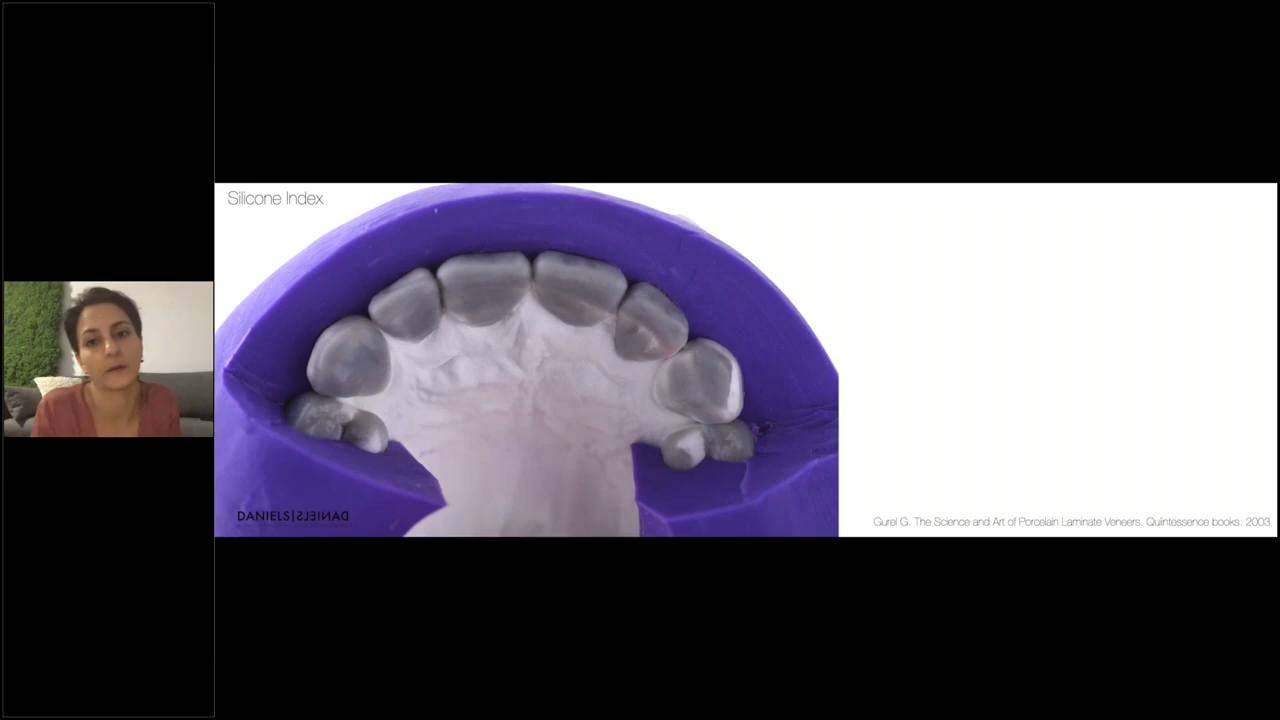 Silicone Index
DANIELS|DANIELS
Gurel G. The Science and Art of Porcelain Laminate Veneers. Quintessence books. 2003